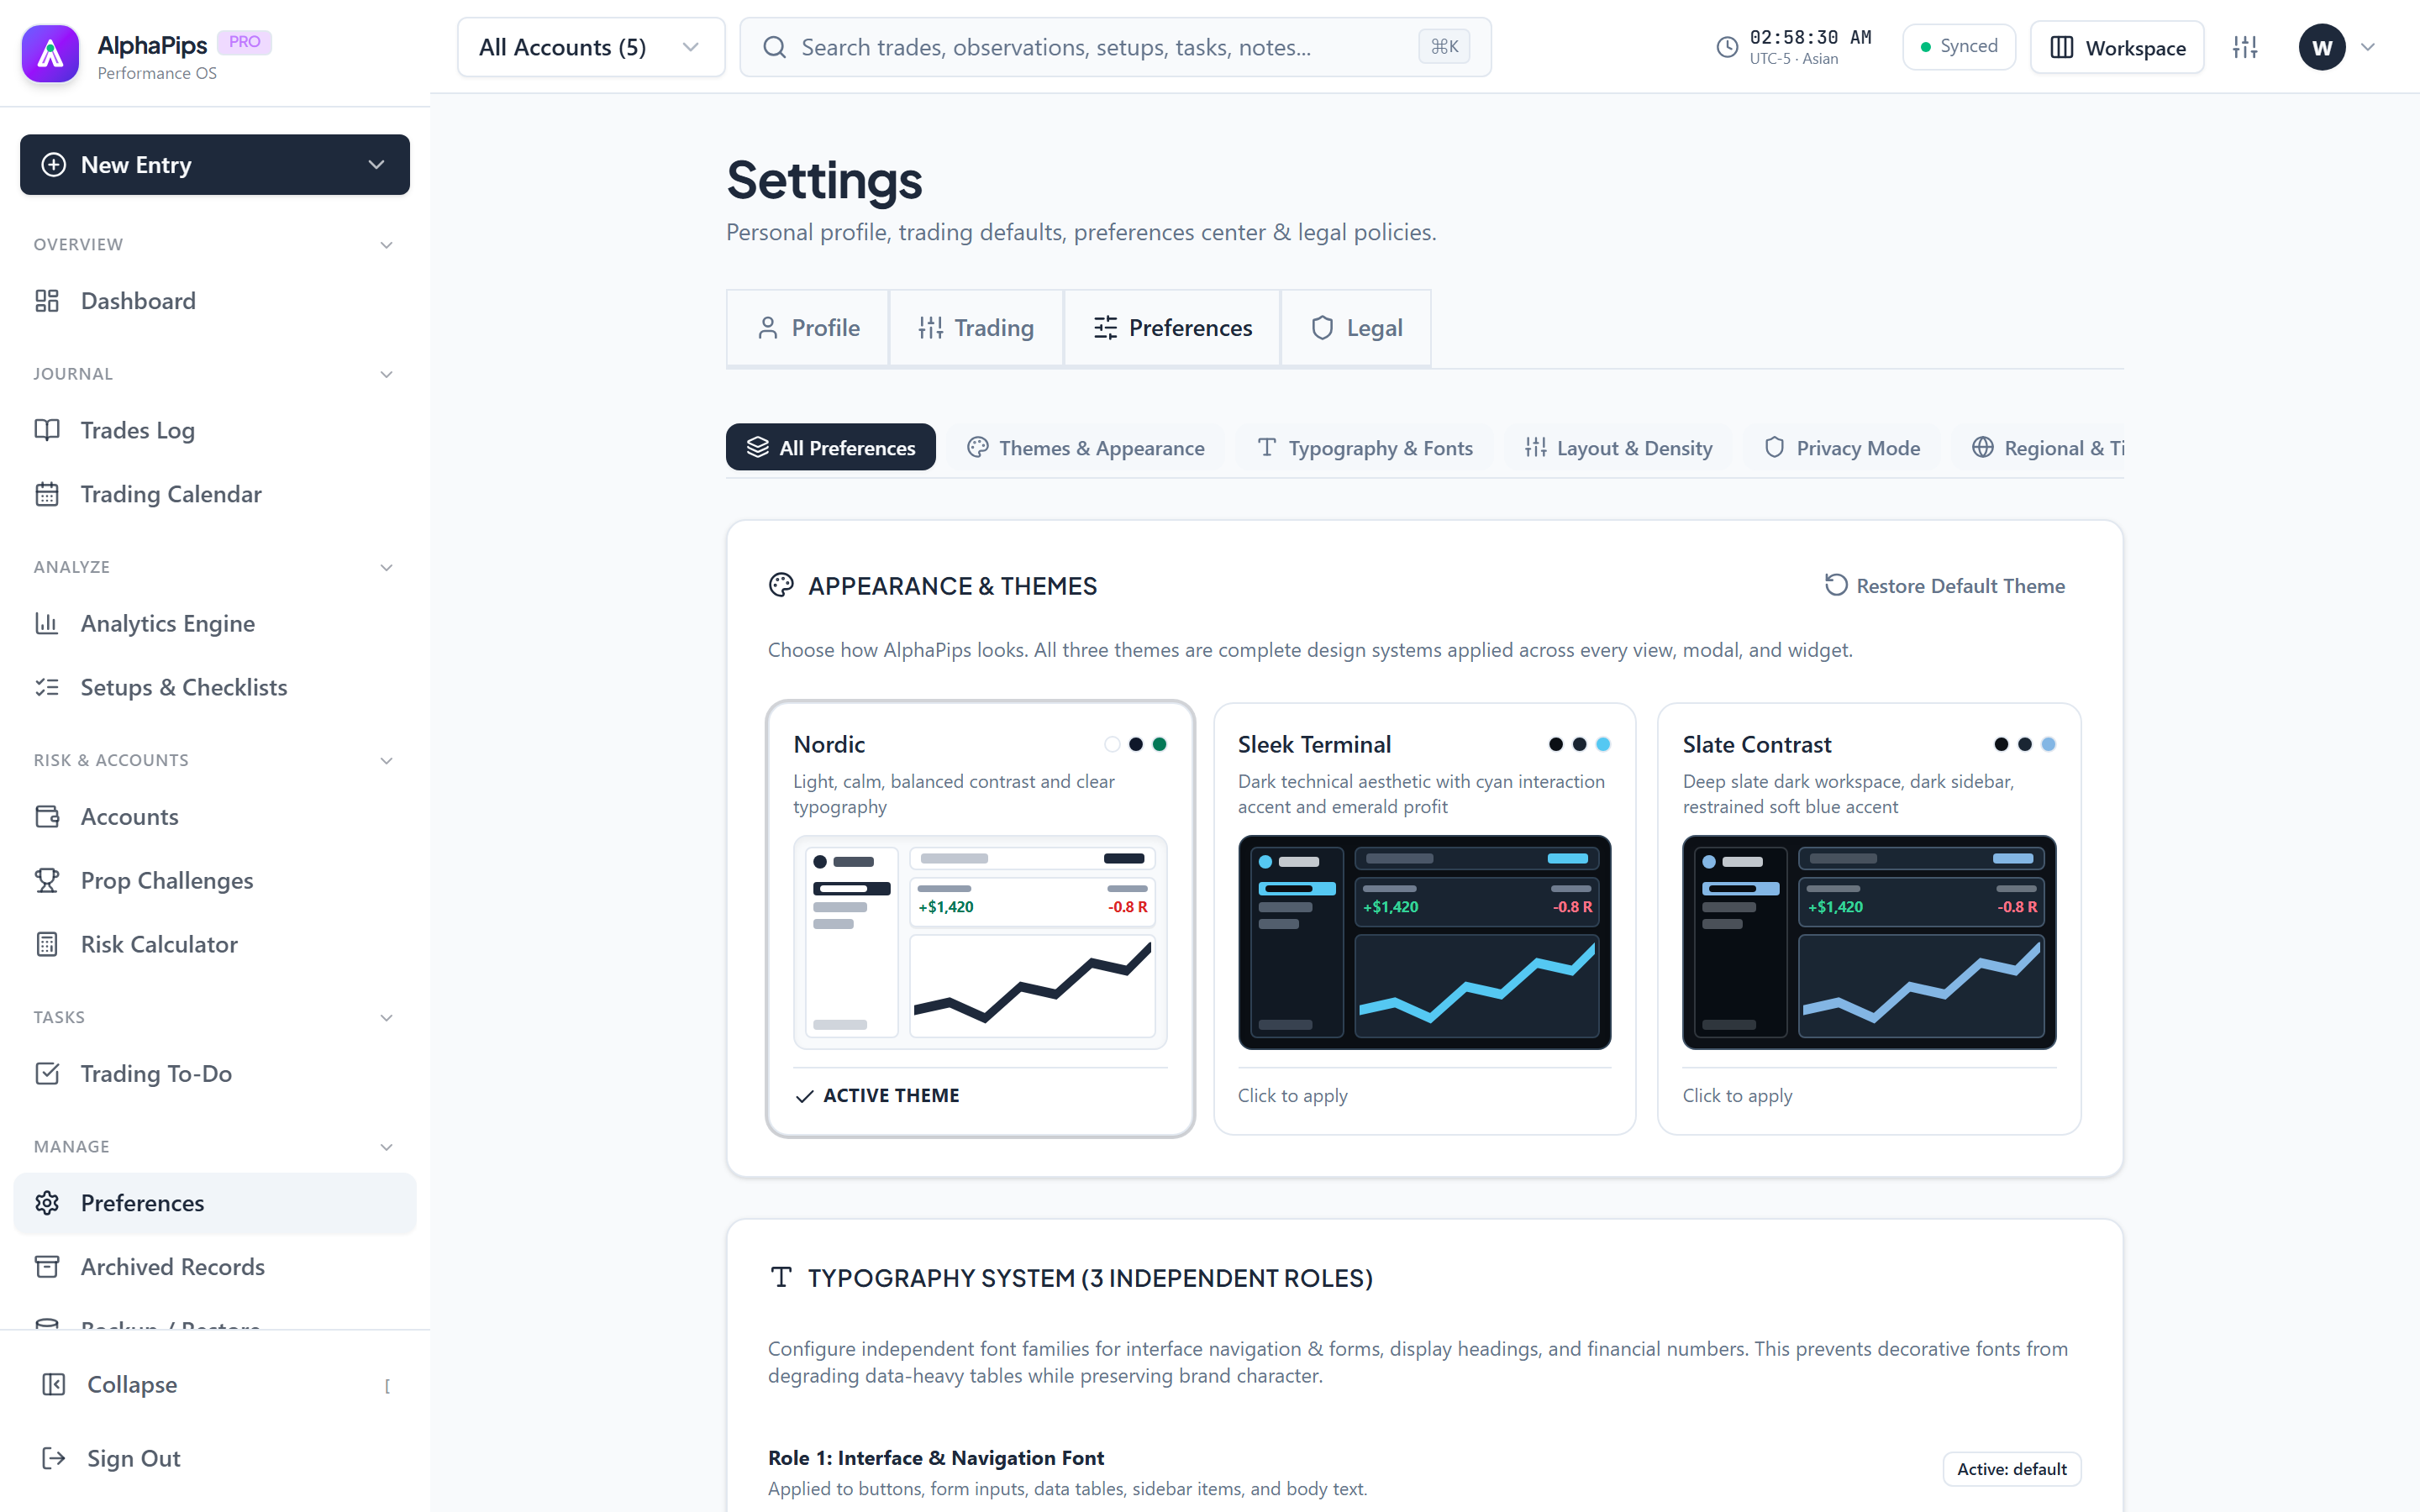 AlphaPips PRO
Performance OS
All Accounts (5)
Search trades, observations, setups, tasks, notes... ⌘K
02:58:30 AM
UTC-5 · Asian
Synced
Workspace
W
New Entry
OVERVIEW
Dashboard
JOURNAL
Trades Log
Trading Calendar
ANALYZE
Analytics Engine
Setups & Checklists
RISK & ACCOUNTS
Accounts
Prop Challenges
Risk Calculator
TASKS
Trading To-Do
MANAGE
Preferences
Archived Records
Backup / Restore
Collapse [
Sign Out
Settings
Personal profile, trading defaults, preferences center & legal policies.
Profile Trading Preferences Legal
All Preferences Themes & Appearance Typography & Fonts Layout & Density Privacy Mode Regional & Ti
APPEARANCE & THEMES Restore Default Theme
Choose how AlphaPips looks. All three themes are complete design systems applied across every view, modal, and widget.
Nordic
Light, calm, balanced contrast and clear
typography
+$1,420 -0.8 R
ACTIVE THEME
Sleek Terminal
Dark technical aesthetic with cyan interaction
accent and emerald profit
+$1,420 -0.8 R
Click to apply
Slate Contrast
Deep slate dark workspace, dark sidebar,
restrained soft blue accent
+$1,420 -0.8 R
Click to apply
TYPOGRAPHY SYSTEM (3 INDEPENDENT ROLES)
Configure independent font families for interface navigation & forms, display headings, and financial numbers. This prevents decorative fonts from
degrading data-heavy tables while preserving brand character.
Role 1: Interface & Navigation Font
Applied to buttons, form inputs, data tables, sidebar items, and body text.
Active: default